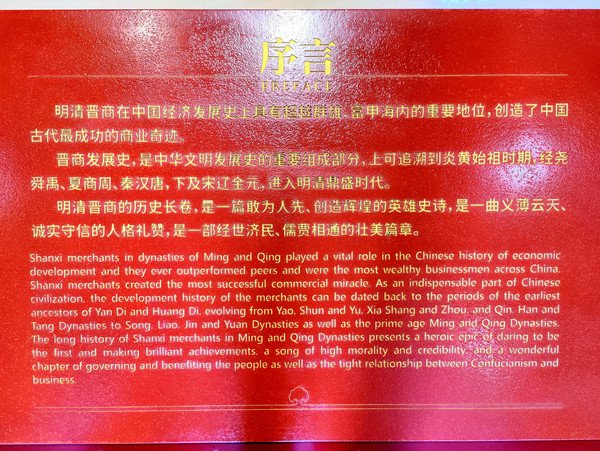 序言
PREFACE
明清晋商在中国经济发展史上具有超越群雄、富甲海内的重要地位，创造了中国
古代最成功的商业奇迹。
晋商发展史，是中华文明发展史的重要组成部分，上可追溯到炎黄始祖时期，经尧
舜禹、夏商周、秦汉唐，下及宋辽金元，进入明清鼎盛时代。
明清晋商的历史长卷，是一篇敢为人先、创造辉煌的英雄史诗，是一曲义薄云天、
诚实守信的人格礼赞，是一部经世济民、儒贾相通的壮美篇章。
Shanxi merchants in dynasties of Ming and Qing played a vital role in the Chinese history of economic
development and they ever outperformed peers and were the most wealthy businessmen across China.
Shanxi merchants created the most successful commercial miracle. As an indispensable part of Chinese
civilization, the development history of the merchants can be dated back to the periods of the earliest
ancestors of Yan Di and Huang Di, evolving from Yao, Shun and Yu, Xia Shang and Zhou, and Qin, Han and
Tang Dynasties to Song, Liao, Jin and Yuan Dynasties as well as the prime age Ming and Qing Dynasties.
The long history of Shanxi merchants in Ming and Qing Dynasties presents a heroic epic of daring to be
the first and making brilliant achievements, a song of high morality and credibility, and a wonderful
chapter of governing and benefiting the people as well as the tight relationship between Confucianism and
business.